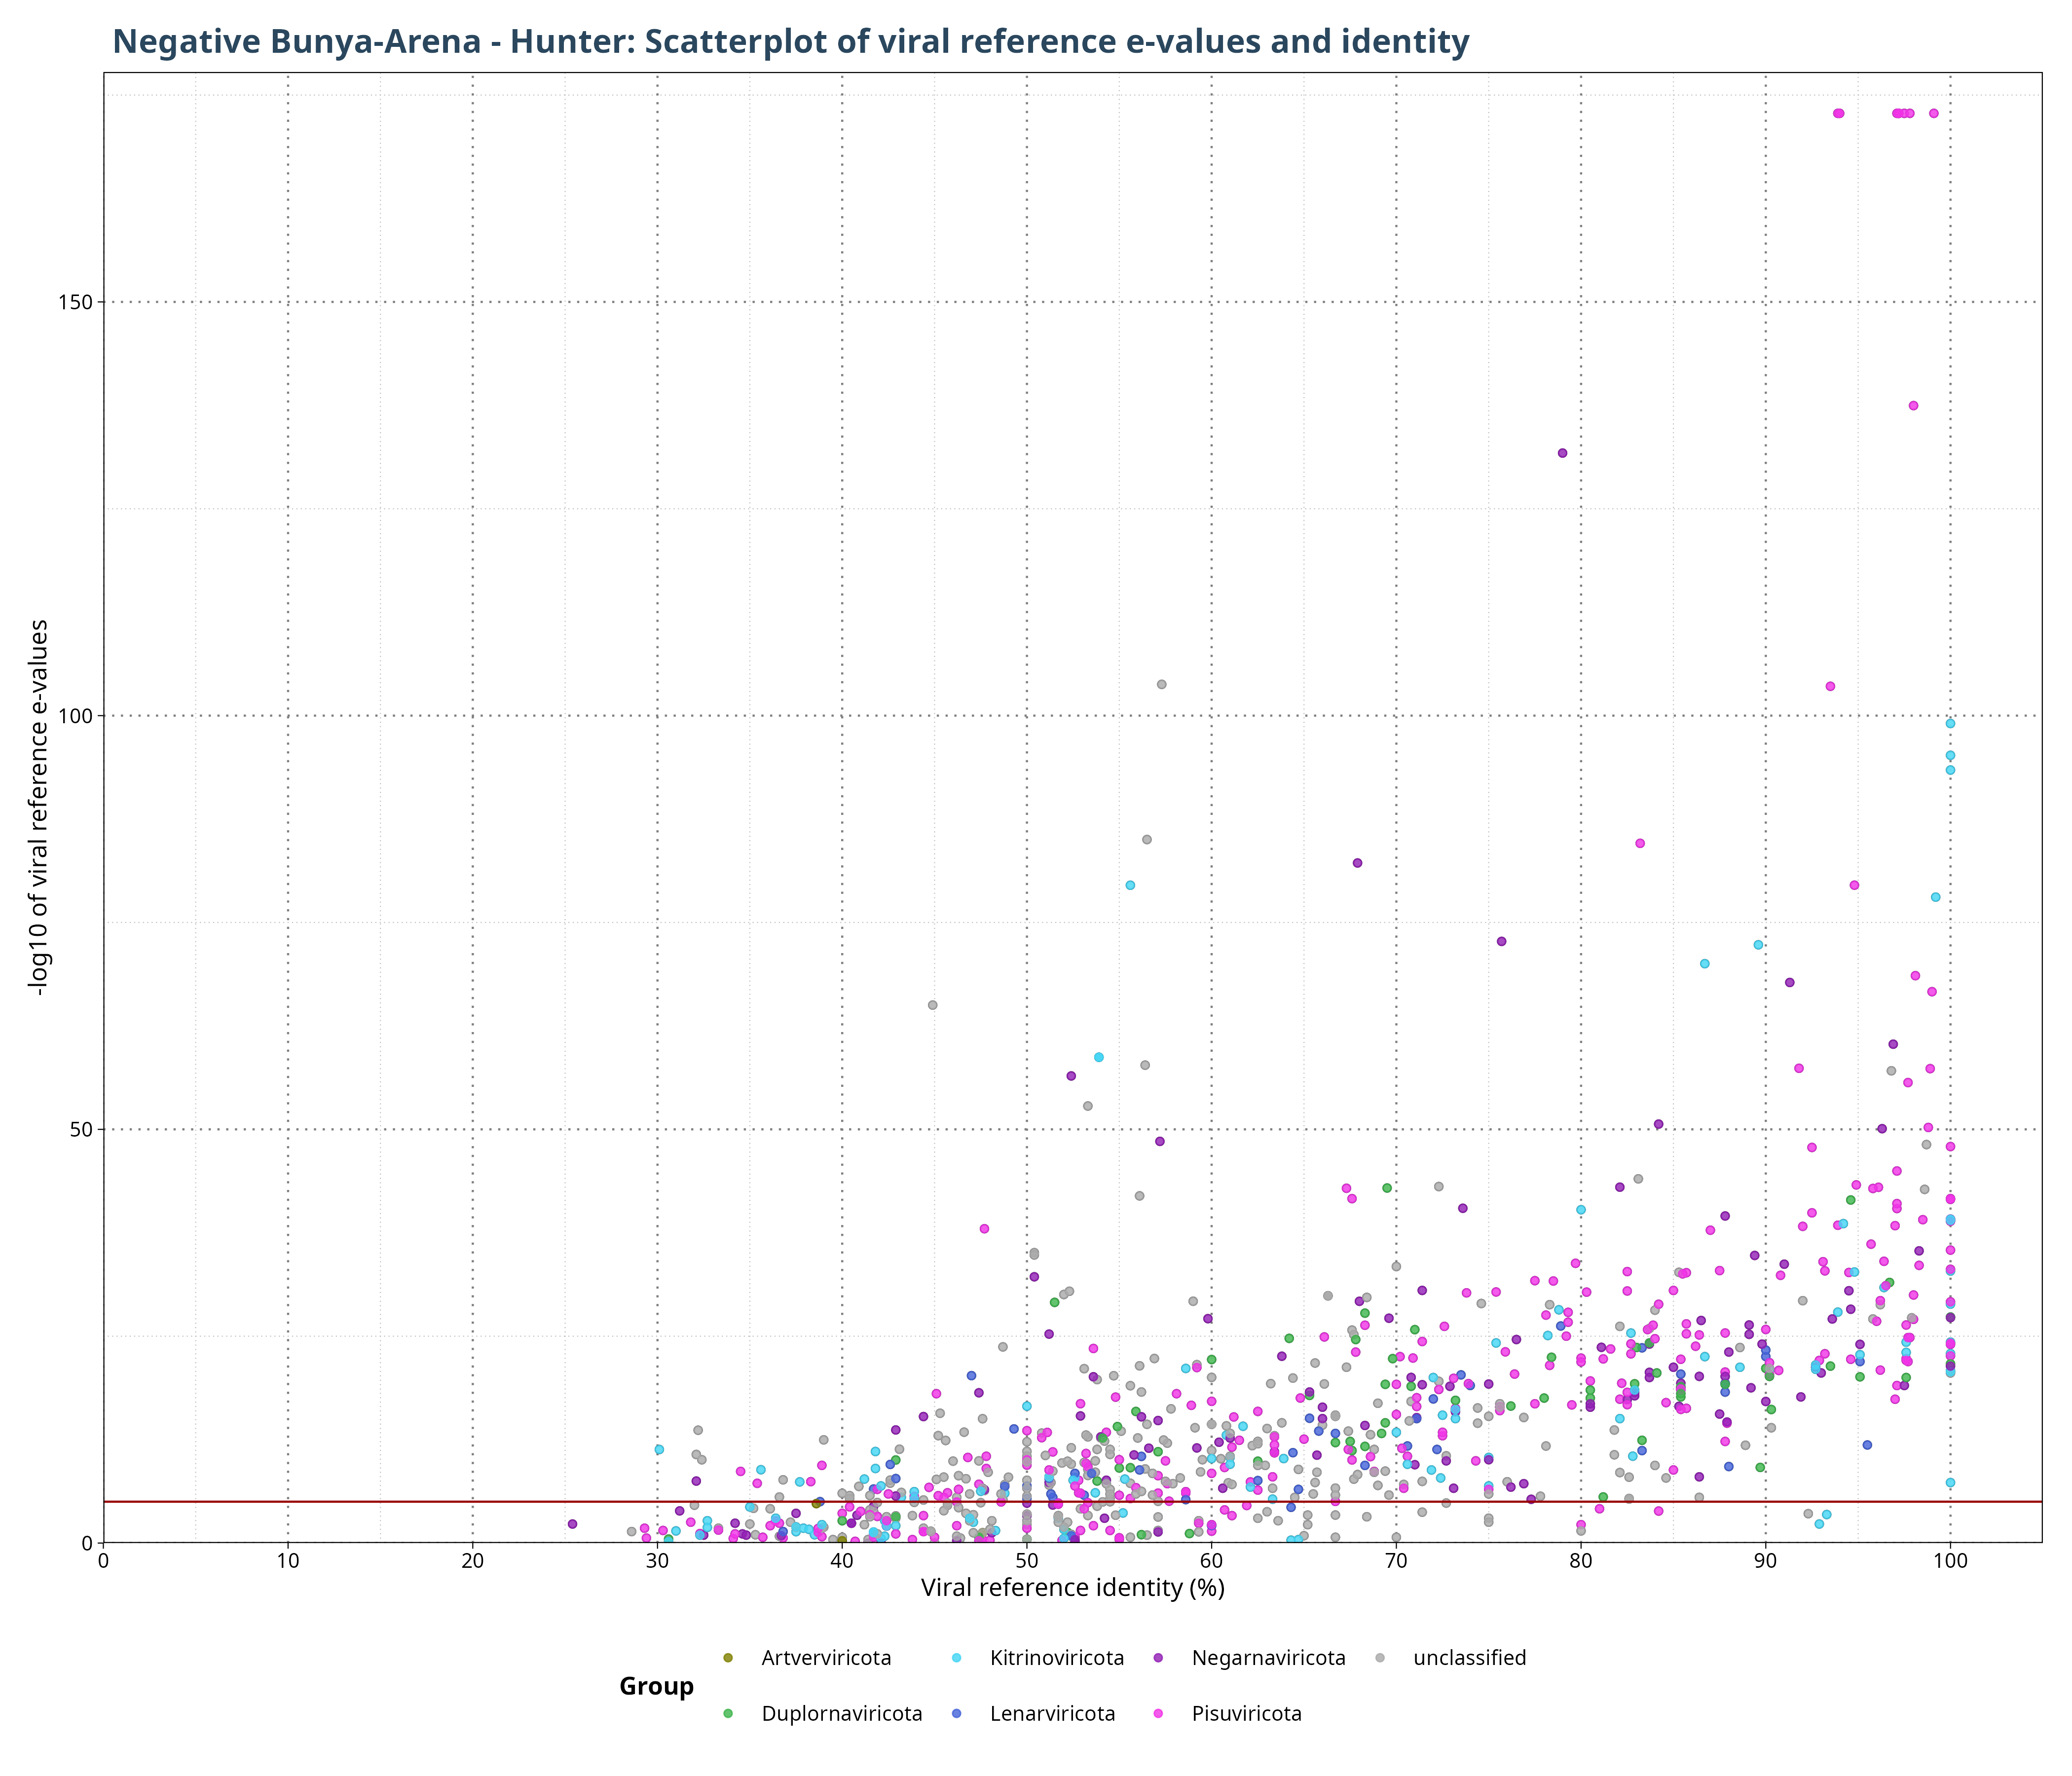 Negative Bunya-Arena - Hunter: Scatterplot of viral reference e-values and identity
-log10 of viral reference e-values
150
100
50
0
0 10 20 30 40 50 60 70 80 90 100
Viral reference identity (%)
Group
Artverviricota Kitrinoviricota Negarnaviricota unclassified
Duplornaviricota Lenarviricota Pisuviricota